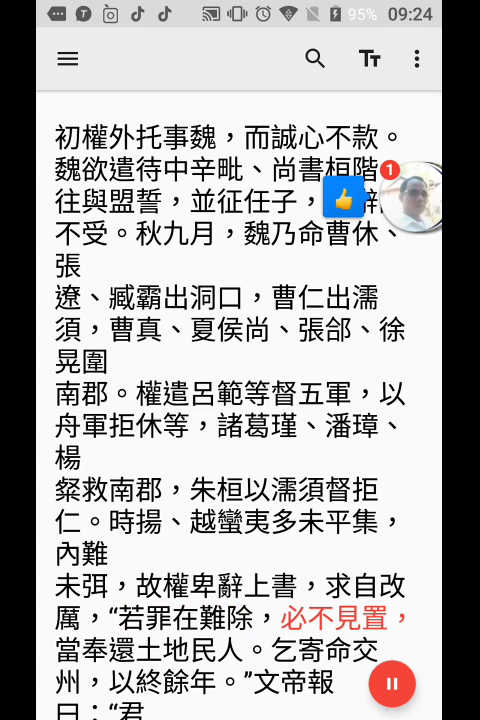 95% 09:24
初權外托事魏，而誠心不款。
魏欲遣待中辛毗、尚書桓階
1
往與盟誓，並征任子，
不受。秋九月，魏乃命曹休、
張
遼、臧霸出洞口，曹仁出濡
須，曹真、夏侯尚、張郃、徐
晃圍
南郡。權遣呂範等督五軍，以
舟軍拒休等，諸葛瑾、潘璋、
楊
粲救南郡，朱桓以濡須督拒
仁。時揚、越蠻夷多未平集，
內難
未弭，故權卑辭上書，求自改
厲，“若罪在難除，必不見置，
當奉還土地民人。乞寄命交
州，以終餘年。”文帝報
曰：“君